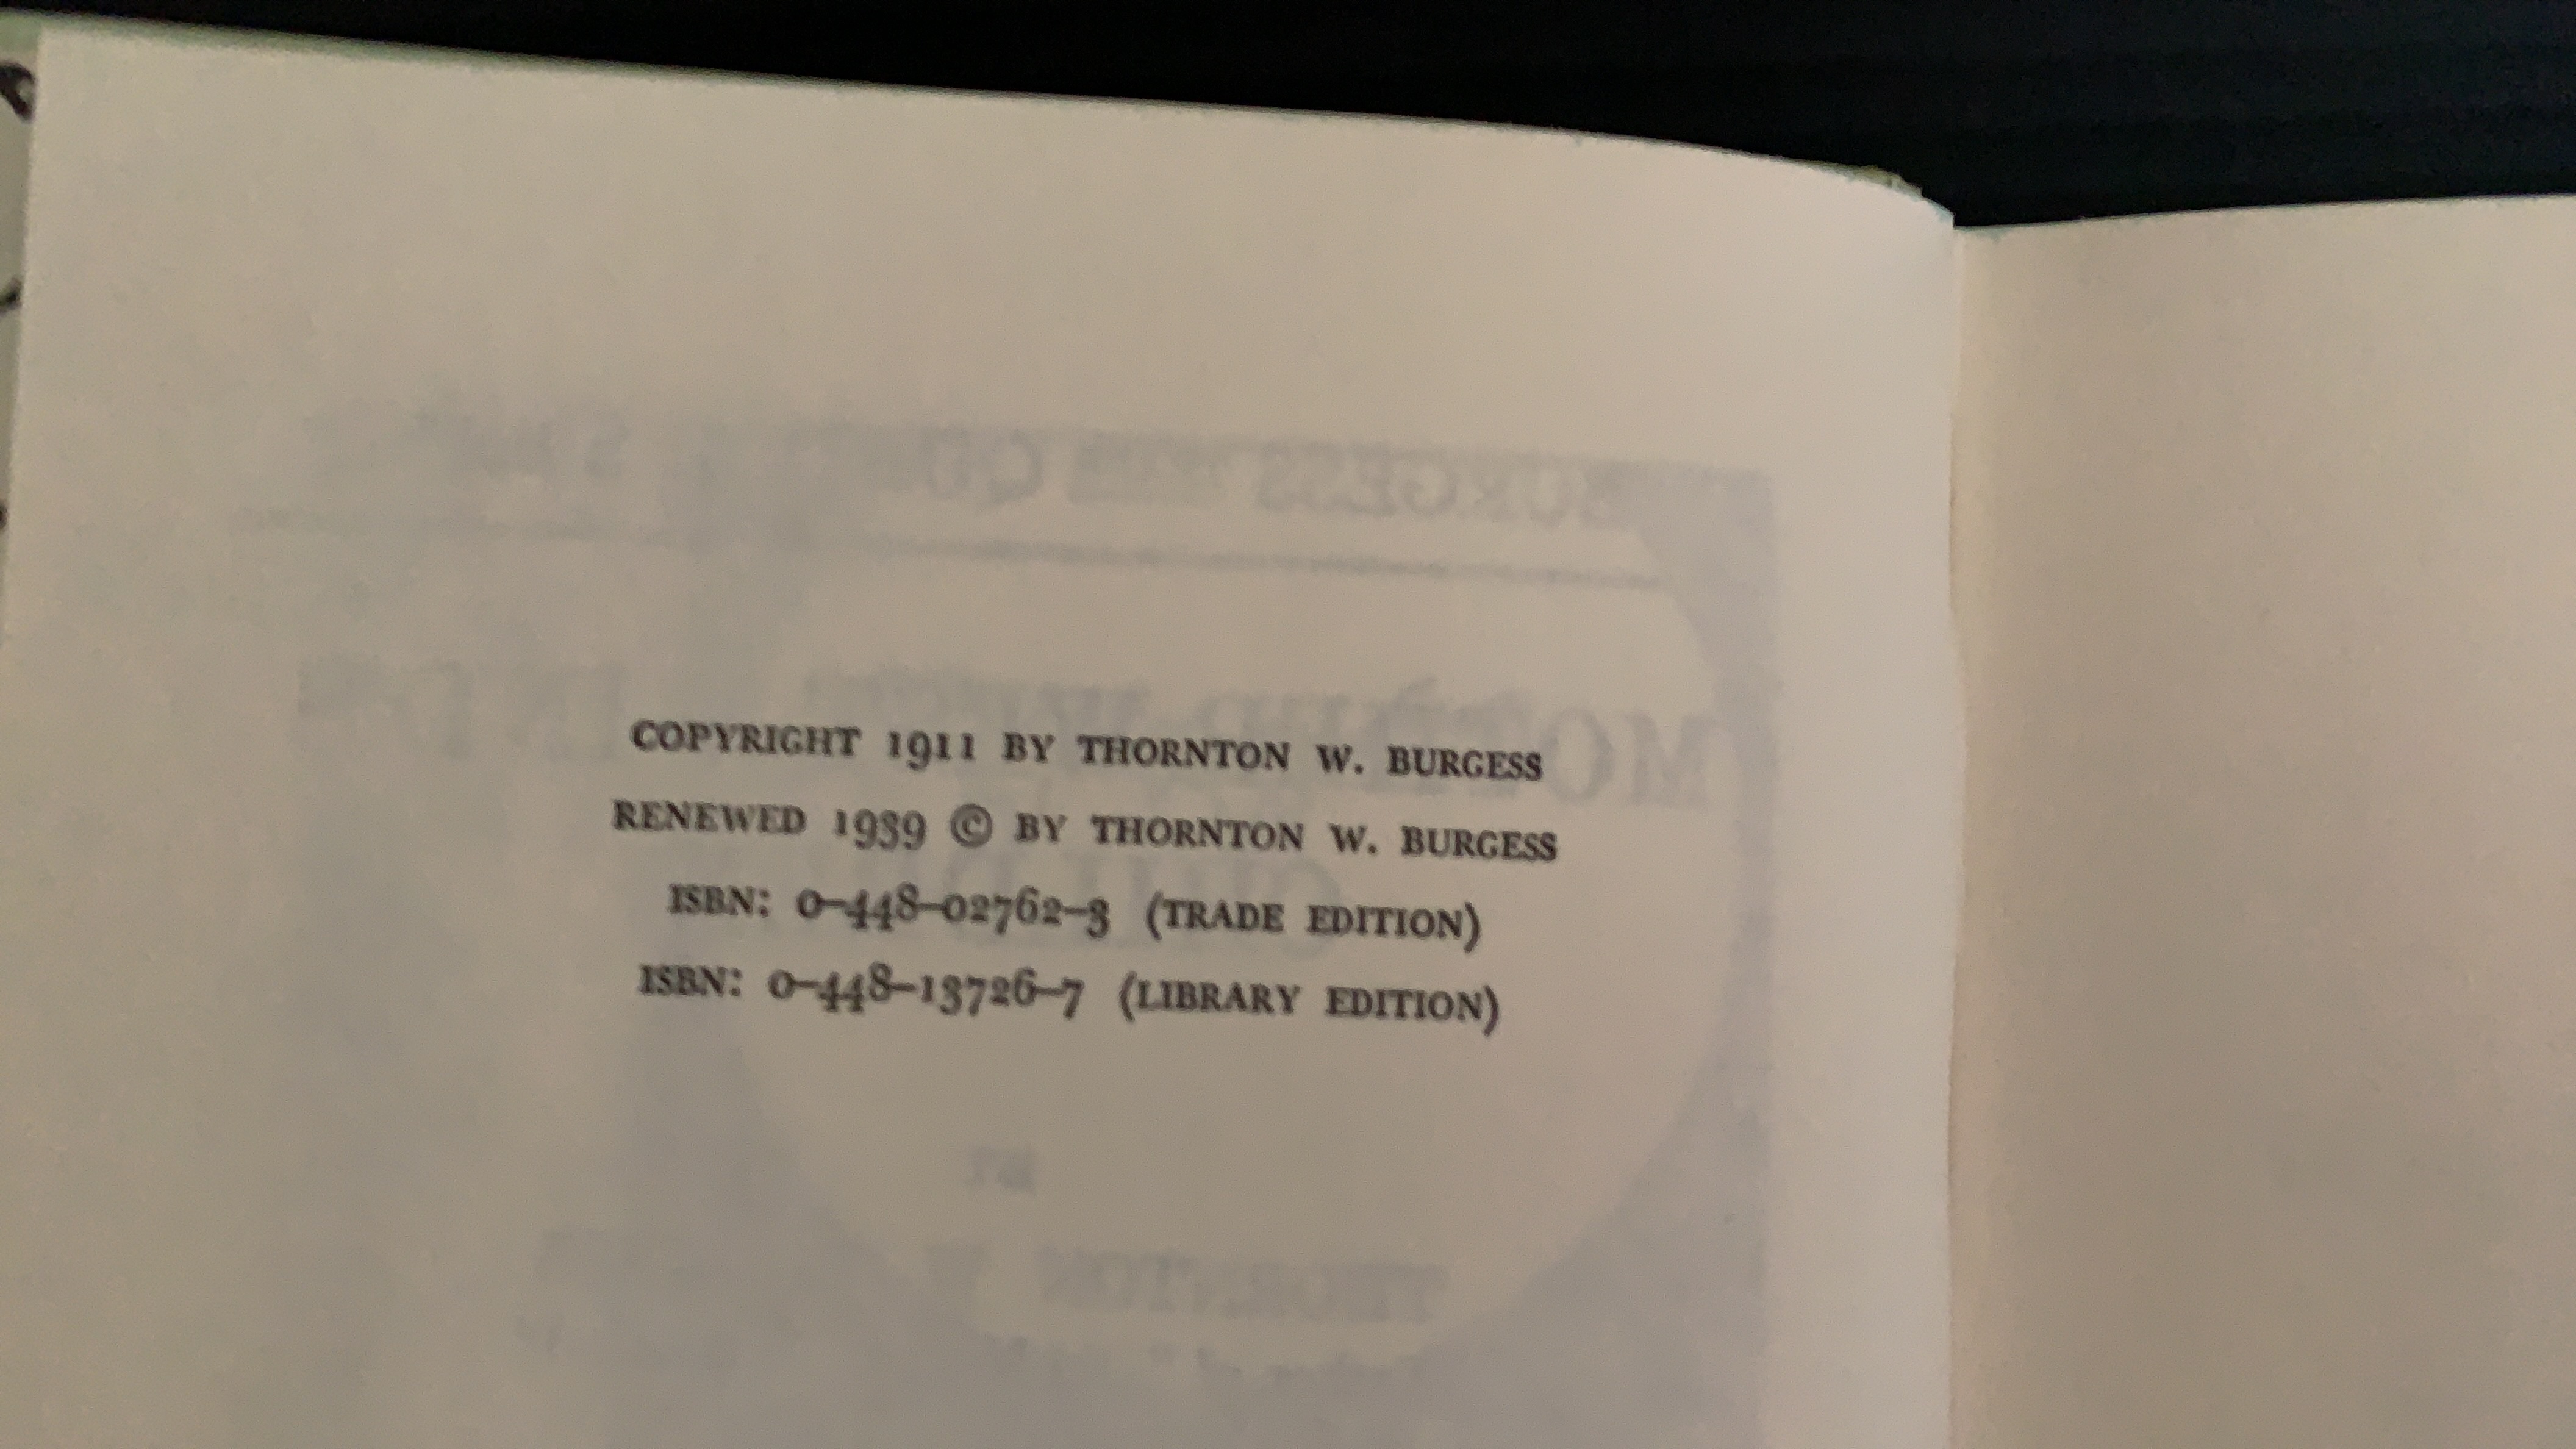 COPYRIGHT 1911 BY THORNTON W. BURGESS
RENEWED 1939 © BY THORNTON W. BURGESS
ISBN: 0-448-02762-3 (TRADE EDITION)
ISBN: 0-448-13726-7 (LIBRARY EDITION)